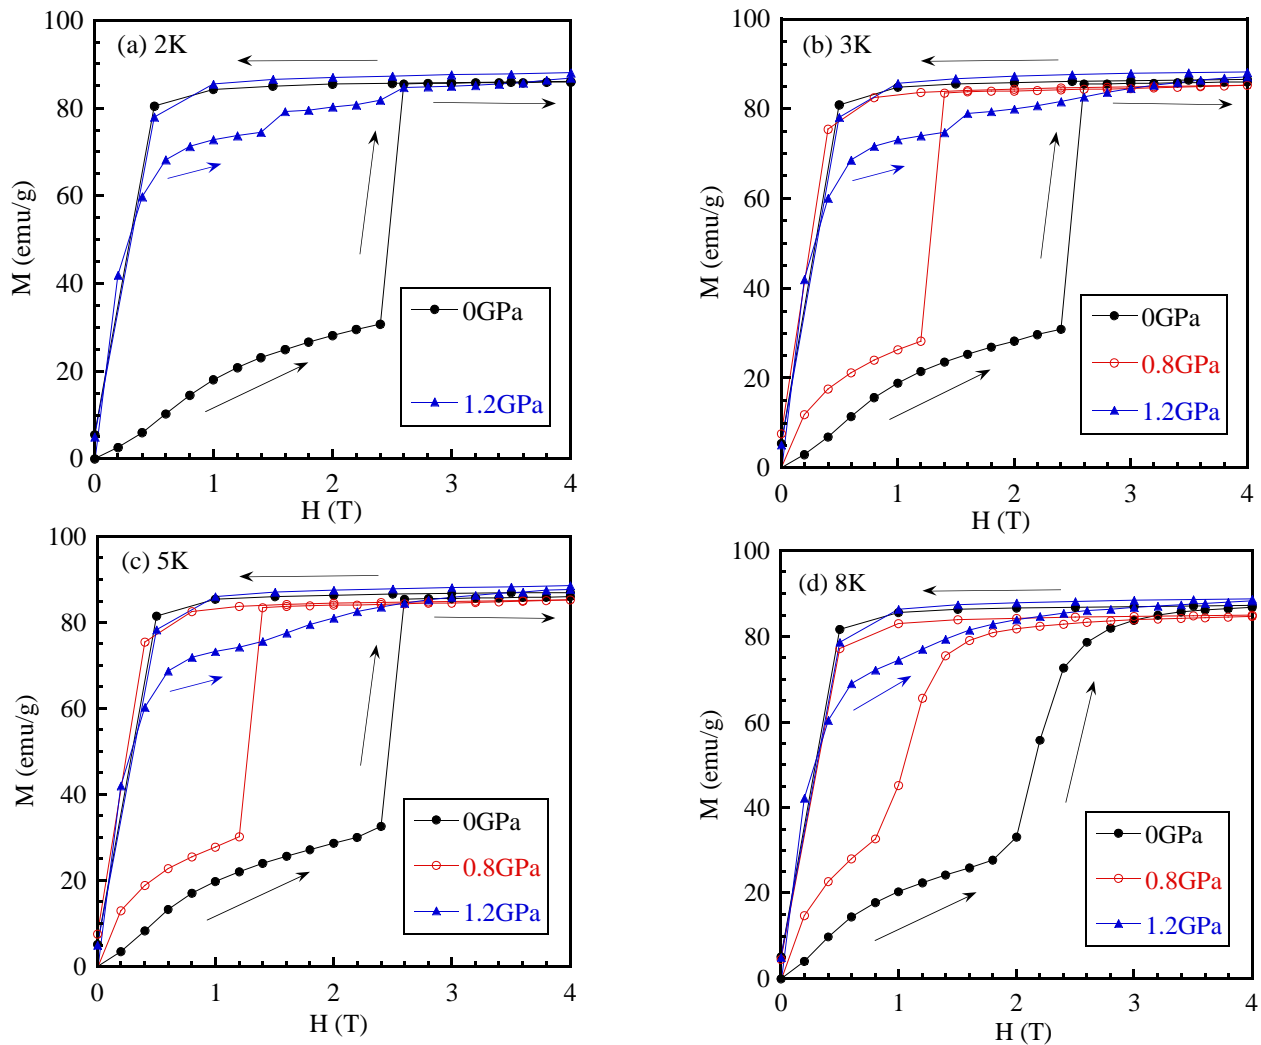 (a) 2K
100
80
60
40
20
0
M (emu/g)
0GPa
1.2GPa
0 1 2 3 4
H (T)
(b) 3K
100
80
60
40
20
0
M (emu/g)
0GPa
0.8GPa
1.2GPa
0 1 2 3 4
H (T)
(c) 5K
100
80
60
40
20
0
M (emu/g)
0GPa
0.8GPa
1.2GPa
0 1 2 3 4
H (T)
(d) 8K
100
80
60
40
20
0
M (emu/g)
0GPa
0.8GPa
1.2GPa
0 1 2 3 4
H (T)